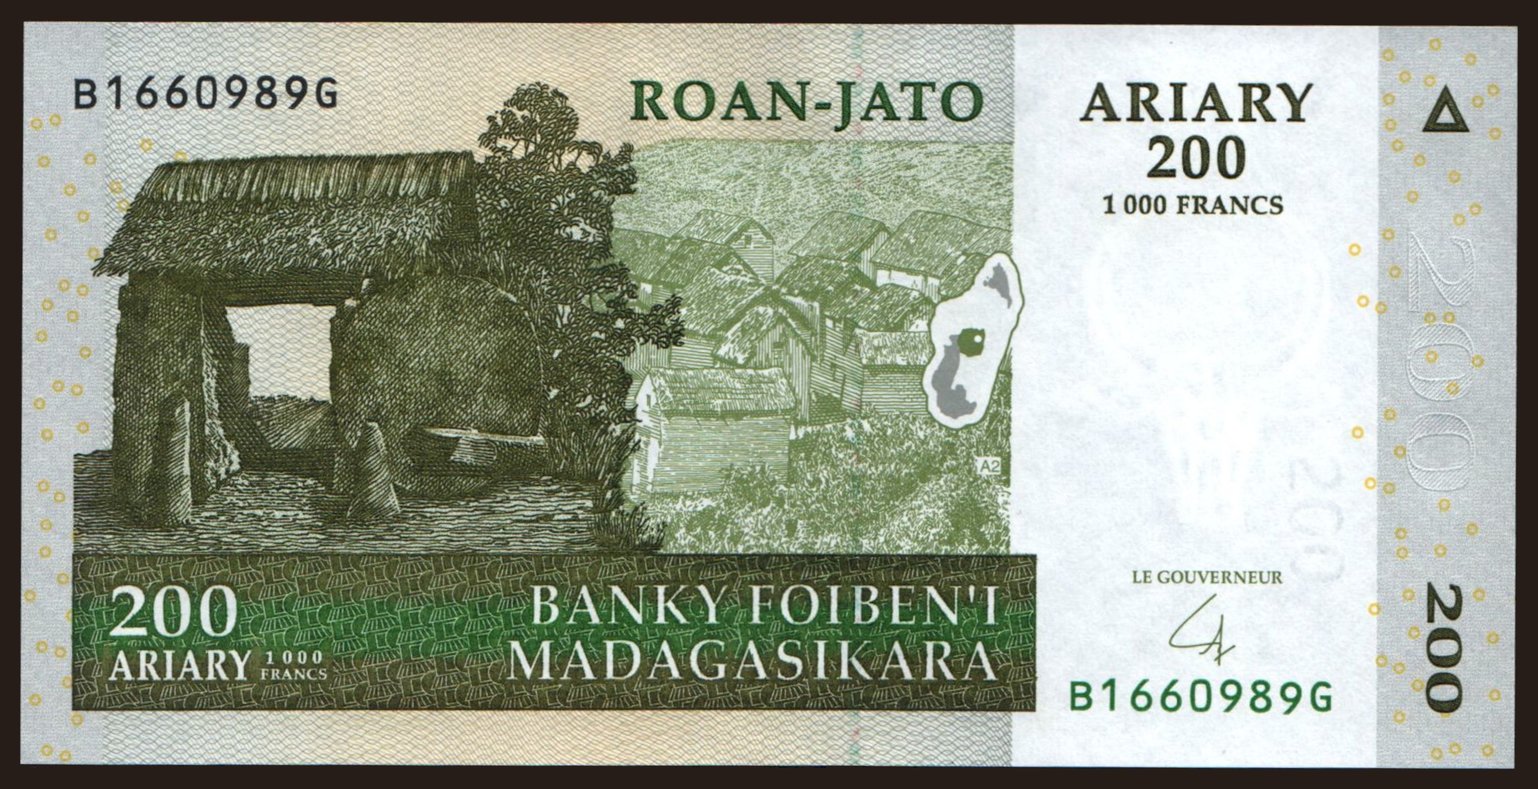 B1660989G
ROAN-JATO
ARIARY
200
1 000 FRANCS
200
A2
200
LE GOUVERNEUR
200
200
ARIARY 1 000 FRANCS
BANKY FOIBEN'I
MADAGASIKARA
B1660989G